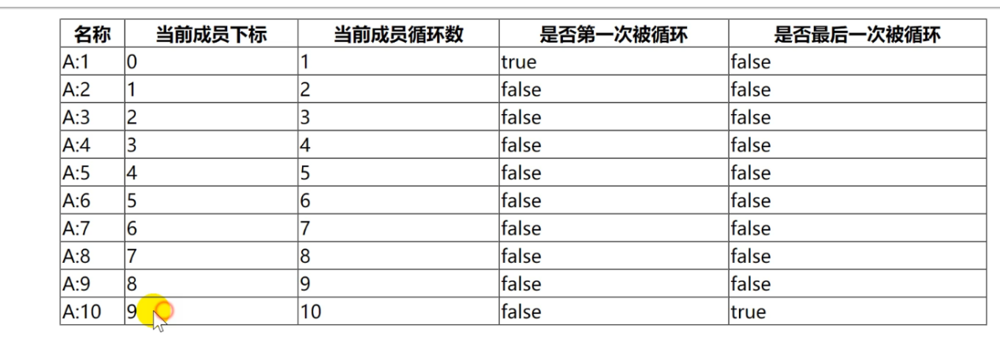 名称 当前成员下标 当前成员循环数 是否第一次被循环 是否最后一次被循环
A:1 0 1 true false
A:2 1 2 false false
A:3 2 3 false false
A:4 3 4 false false
A:5 4 5 false false
A:6 5 6 false false
A:7 6 7 false false
A:8 7 8 false false
A:9 8 9 false false
A:10 9 10 false true